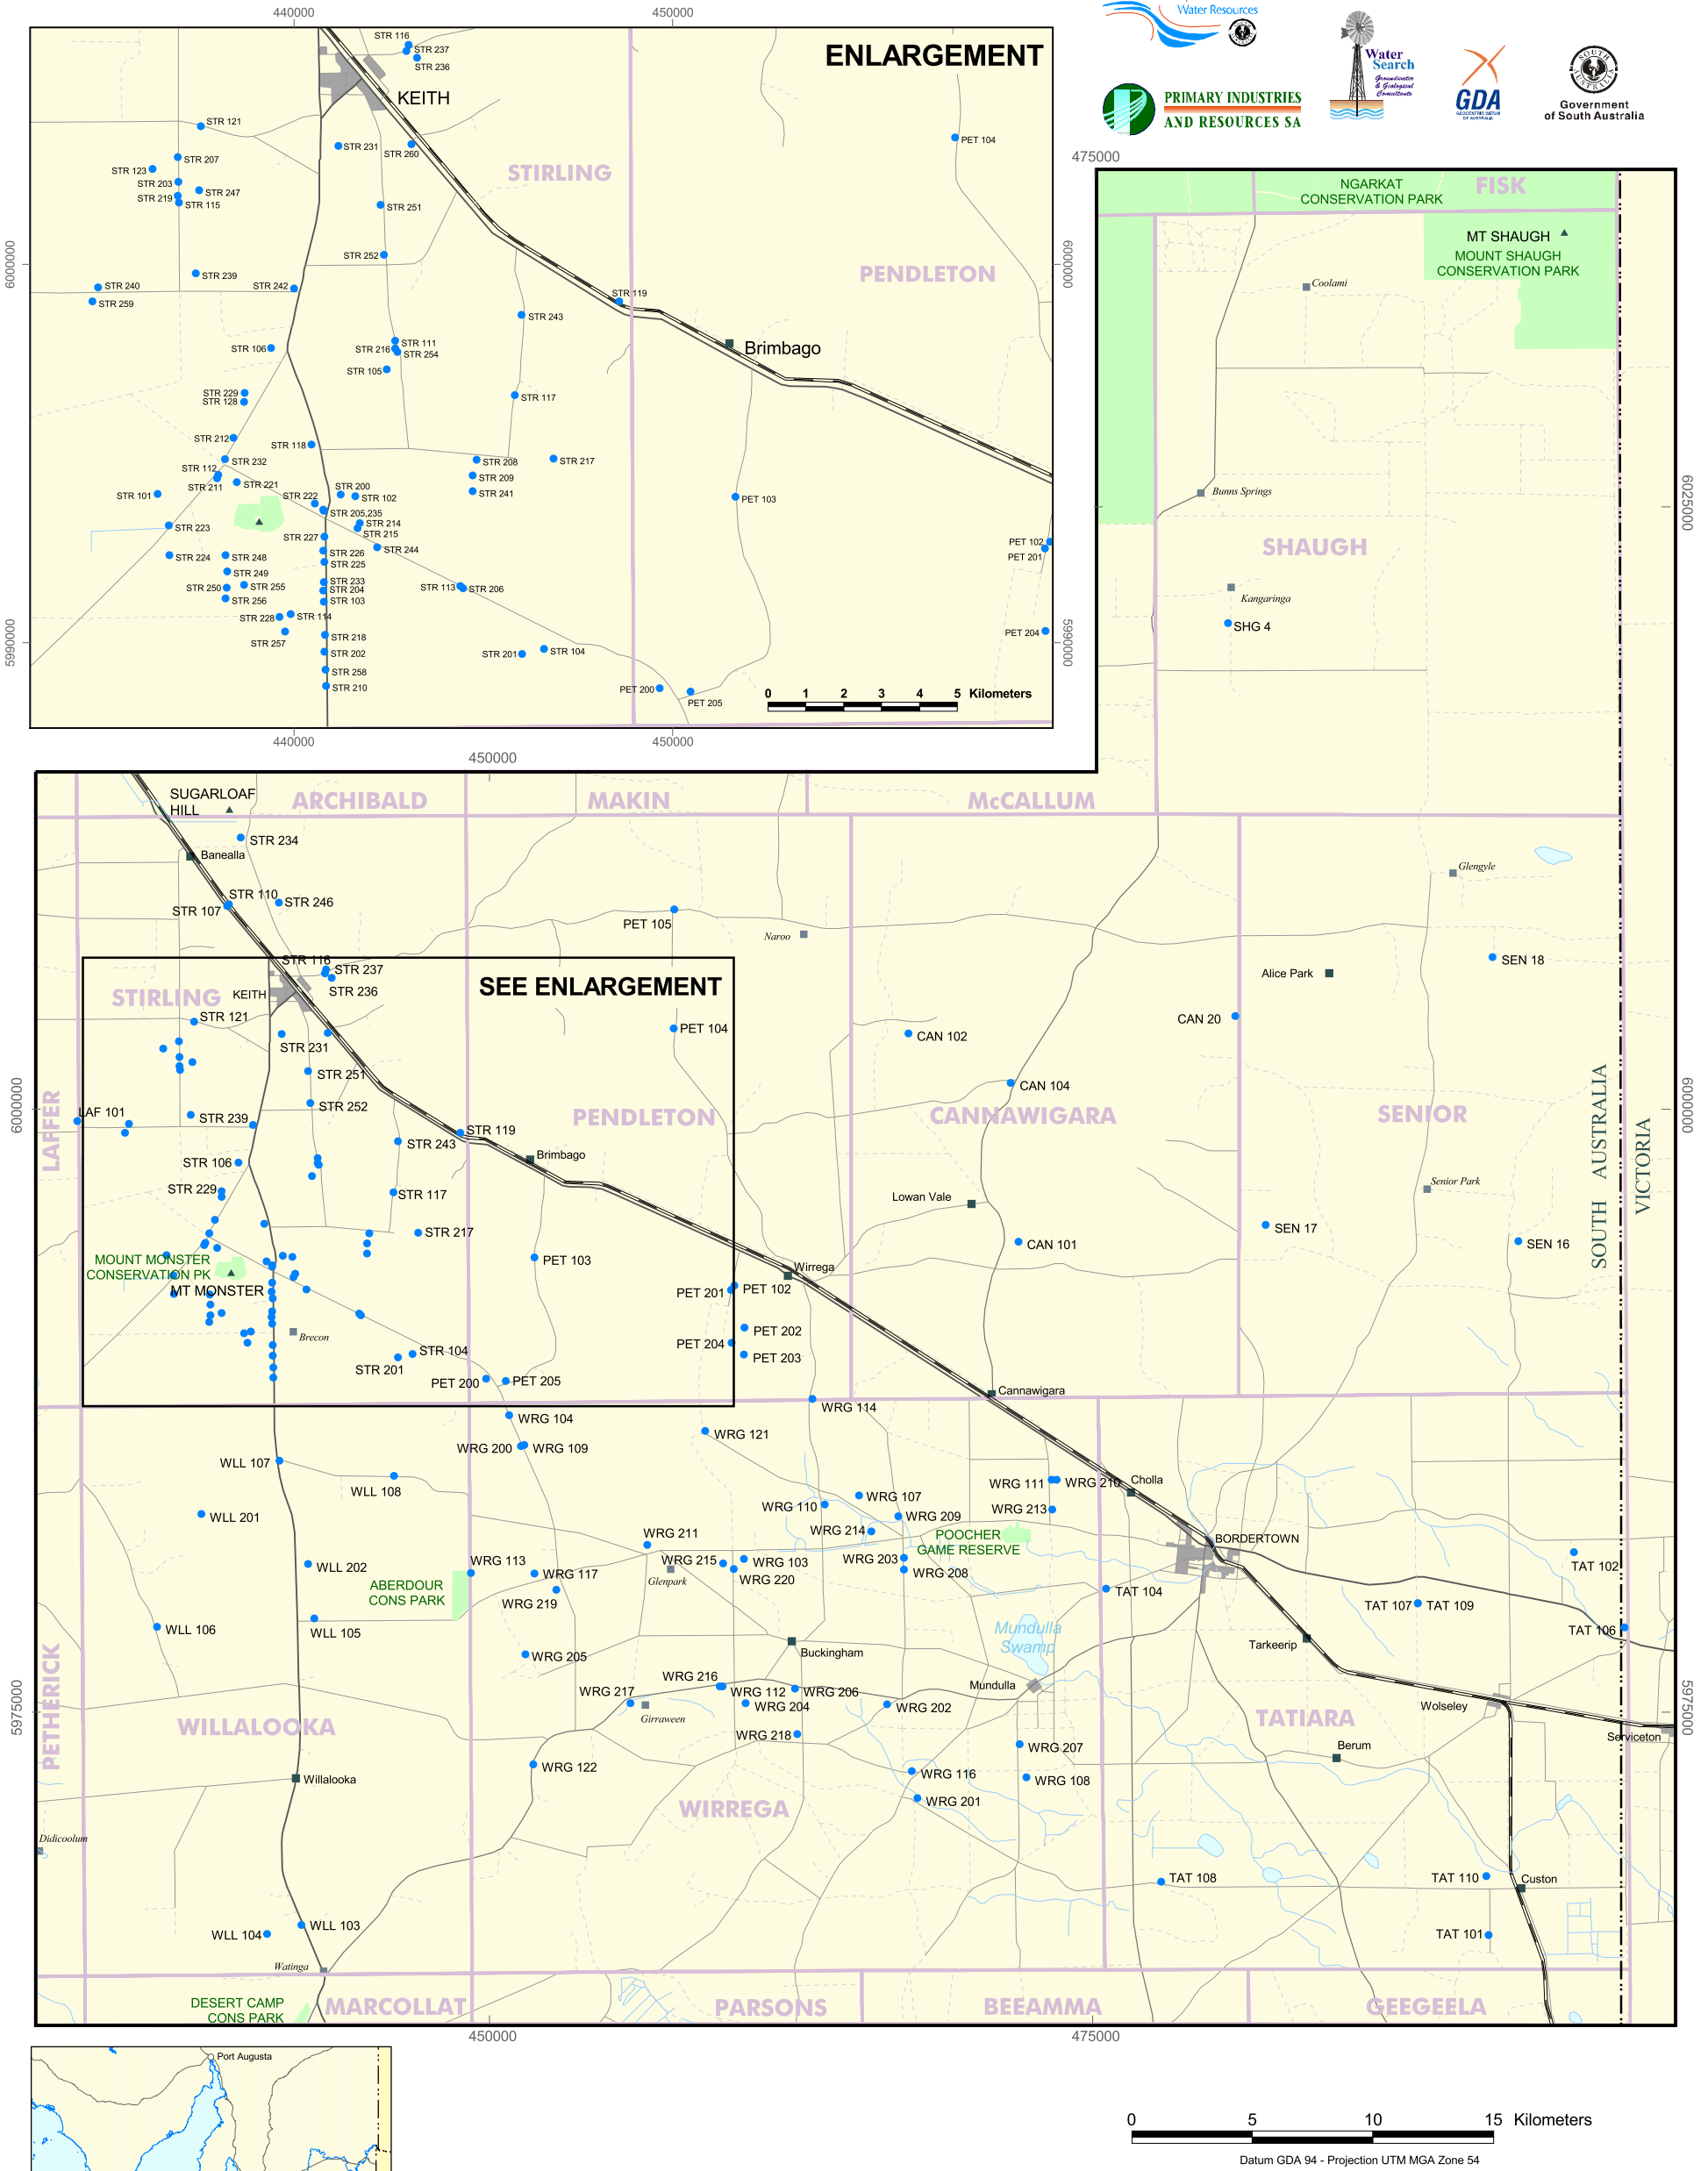 440000
450000
Water Resources
ENLARGEMENT
Water
Search
Groundwater
& Geological
Consultants
PRIMARY INDUSTRIES
AND RESOURCES SA
GDA
GEOCENTRIC DATUM
OF AUSTRALIA
SOUTH
AUSTRALIA
Government
of South Australia
475000
STR 116
STR 237
STR 236
KEITH
STR 121
STR 231
STR 260
STIRLING
PET 104
STR 207
STR 123
STR 203
STR 247
STR 219
STR 115
STR 251
STR 252
6000000
6000000
PENDLETON
STR 239
STR 240
STR 242
STR 259
STR 119
STR 243
STR 106
STR 111
STR 216
STR 254
STR 105
Brimbago
STR 229
STR 128
STR 117
STR 212
STR 118
STR 232
STR 208
STR 217
STR 112
STR 209
STR 211
STR 221
STR 241
STR 101
STR 200
STR 222
STR 102
PET 103
STR 205,235
STR 214
STR 215
STR 223
STR 227
STR 244
PET 102
PET 201
STR 224
STR 248
STR 226
STR 225
STR 249
STR 250
STR 255
STR 233
STR 204
STR 113
STR 206
STR 256
STR 103
STR 228
STR 114
STR 257
STR 218
PET 204
5990000
5990000
STR 202
STR 201
STR 104
STR 258
STR 210
PET 200
PET 205
0 1 2 3 4 5 Kilometers
440000
450000
NGARKAT
CONSERVATION PARK
FISK
MT SHAUGH
MOUNT SHAUGH
CONSERVATION PARK
Coolami
Bunns Springs
6025000
SHAUGH
Kangaringa
SHG 4
450000
SUGARLOAF
HILL
ARCHIBALD
MAKIN
McCALLUM
STR 234
Banealla
Glengyle
STR 110
STR 107
STR 246
PET 105
Naroo
SEN 18
Alice Park
STR 116
STR 237
STR 236
SEE ENLARGEMENT
STIRLING
KEITH
STR 121
STR 231
PET 104
CAN 102
CAN 20
STR 251
CAN 104
STR 252
LAFFER
LAF 101
STR 239
6000000
6000000
PENDLETON
CANNAWIGARA
SENIOR
SOUTH AUSTRALIA
VICTORIA
STR 119
STR 243
STR 106
Brimbago
STR 229
STR 117
Lowan Vale
Senior Park
STR 217
SEN 17
CAN 101
SEN 16
MOUNT MONSTER
CONSERVATION PK
MT MONSTER
PET 103
Wirrega
PET 201
PET 102
Brecon
PET 202
PET 204
PET 203
STR 104
STR 201
PET 200
PET 205
Cannawigara
WRG 114
WRG 104
WRG 121
WRG 200
WRG 109
WLL 107
WLL 108
WRG 111
WRG 210
Cholla
WRG 107
WRG 110
WRG 213
WRG 209
WLL 201
WRG 214
POOCHER
GAME RESERVE
BORDERTOWN
WRG 211
WRG 113
WRG 215
WRG 103
WRG 203
WRG 220
WRG 208
Glenpark
WLL 202
ABERDOUR
CONS PARK
WRG 117
WRG 219
TAT 102
TAT 104
TAT 107
TAT 109
WLL 106
WLL 105
Mundulla
Swamp
TAT 106
Tarkeerip
Buckingham
WRG 205
PETHERICK
WRG 216
WRG 217
WRG 112
WRG 206
WRG 204
WRG 202
Girraween
Mundulla
Wolseley
5975000
5975000
WILLALOOKA
TATIARA
WRG 218
Serviceton
WRG 207
Berum
WRG 122
WRG 116
WRG 108
Willalooka
WRG 201
WIRREGA
Didicoolum
TAT 108
TAT 110
Custon
WLL 103
WLL 104
TAT 101
Watinga
DESERT CAMP
CONS PARK
MARCOLLAT
PARSONS
BEEAMMA
GEEGEELA
450000
475000
Port Augusta
0 5 10 15 Kilometers
Datum GDA 94 - Projection UTM MGA Zone 54